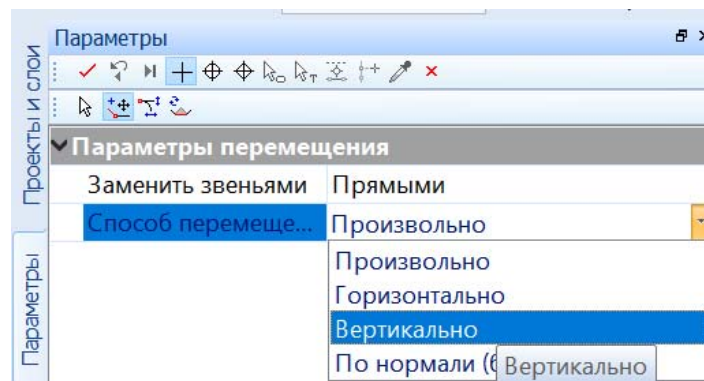 Параметры
Проекты и слои
Параметры перемещения
Заменить звеньями Прямыми
Способ перемеще... Произвольно
Параметры
Произвольно
Горизонтально
Вертикально
По нормали
Вертикально